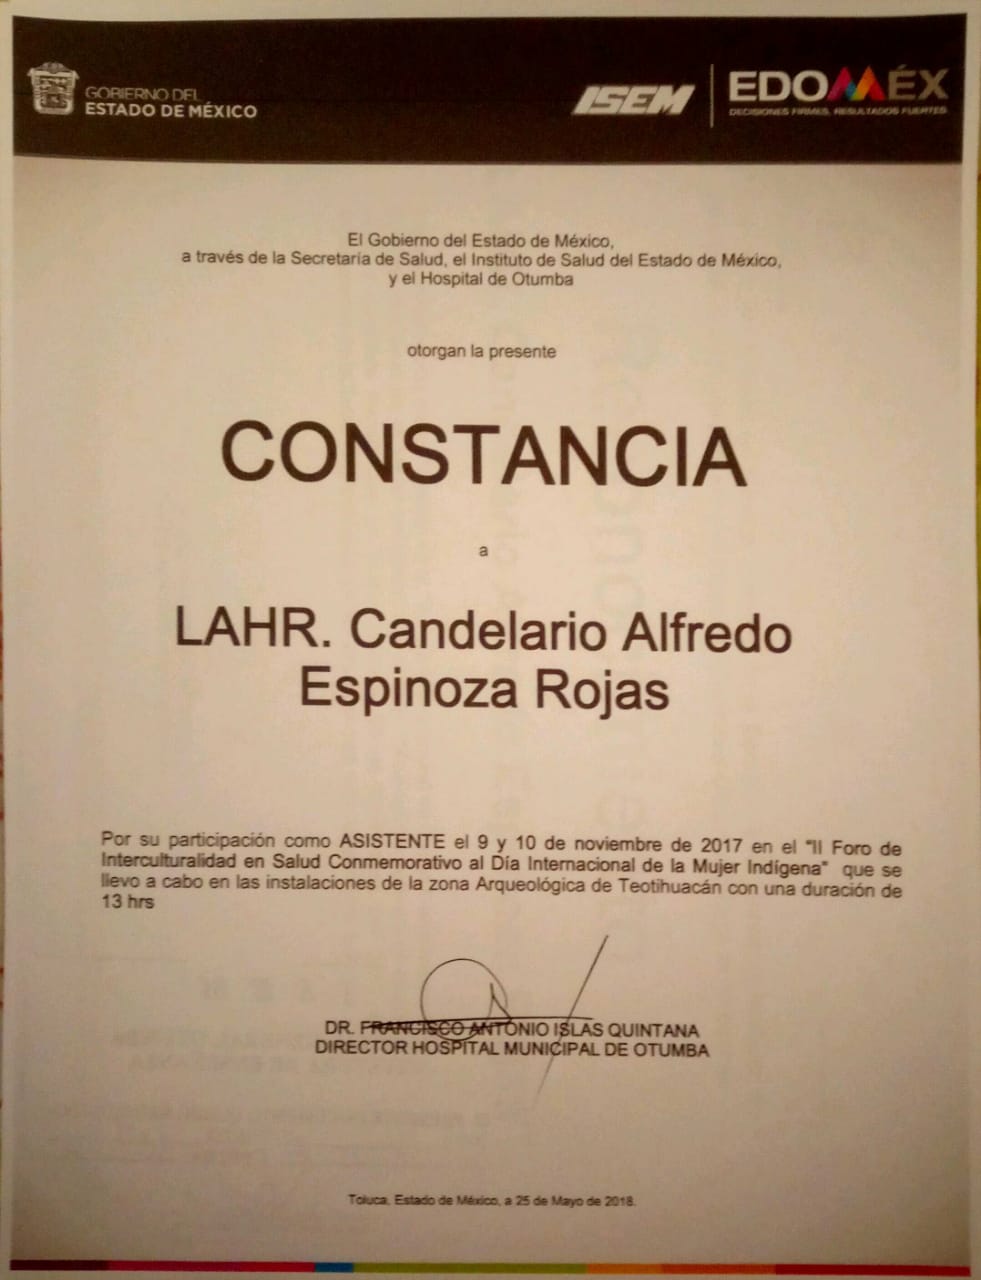 GOBIERNO DEL
ESTADO DE MÉXICO
ISEM
EDOMÉX
DECISIONES FIRMES, RESULTADOS FUERTES.
El Gobierno del Estado de México,
a través de la Secretaría de Salud, el Instituto de Salud del Estado de México,
y el Hospital de Otumba
otorgan la presente
CONSTANCIA
a
LAHR. Candelario Alfredo
Espinoza Rojas
Por su participación como ASISTENTE el 9 y 10 de noviembre de 2017 en el "II Foro de
Interculturalidad en Salud Conmemorativo al Día Internacional de la Mujer Indígena" que se
llevo a cabo en las instalaciones de la zona Arqueológica de Teotihuacán con una duración de
13 hrs
DR. FRANCISCO ANTONIO ISLAS QUINTANA
DIRECTOR HOSPITAL MUNICIPAL DE OTUMBA
Toluca, Estado de México, a 25 de Mayo de 2018.